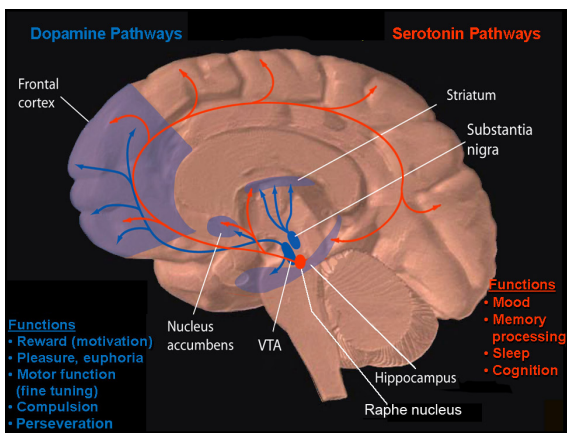 Dopamine Pathways
Serotonin Pathways
Frontal
cortex
Striatum
Substantia
nigra
Nucleus
accumbens
VTA
Hippocampus
Raphe nucleus
Functions
▪ Reward (motivation)
▪ Pleasure, euphoria
▪ Motor function
(fine tuning)
▪ Compulsion
▪ Perseveration
Functions
▪ Mood
▪ Memory
processing
▪ Sleep
▪ Cognition